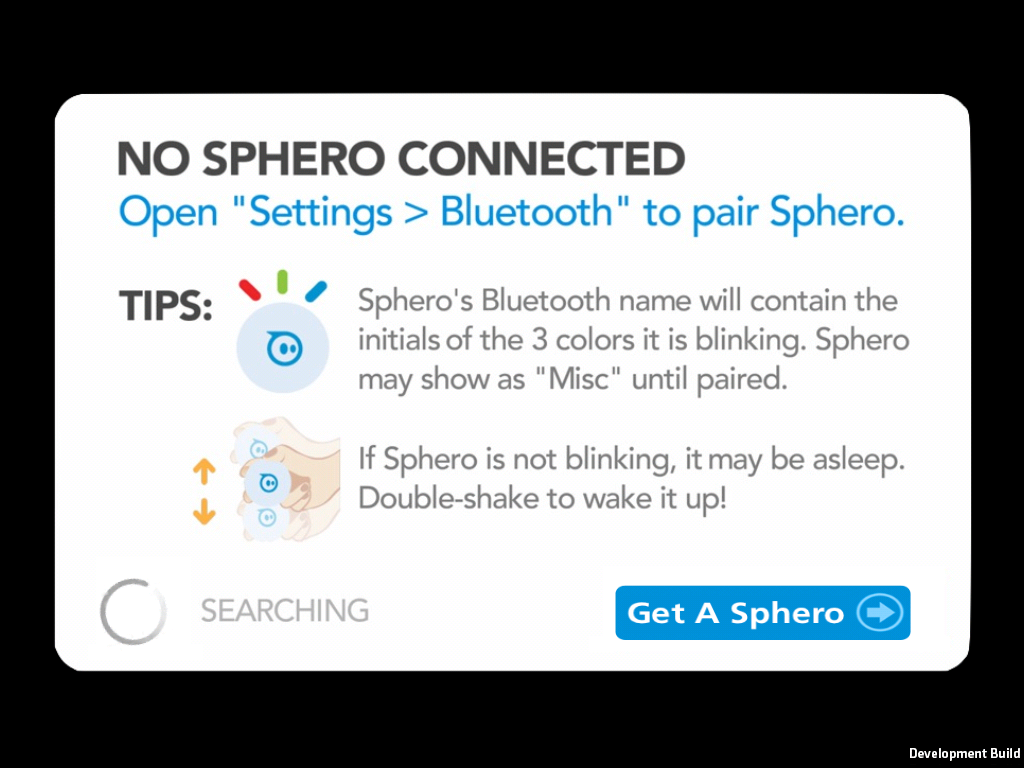 NO SPHERO CONNECTED
Open "Settings > Bluetooth" to pair Sphero.
TIPS:
Sphero's Bluetooth name will contain the
initials of the 3 colors it is blinking. Sphero
may show as "Misc" until paired.
If Sphero is not blinking, it may be asleep.
Double-shake to wake it up!
SEARCHING
Get A Sphero
Development Build